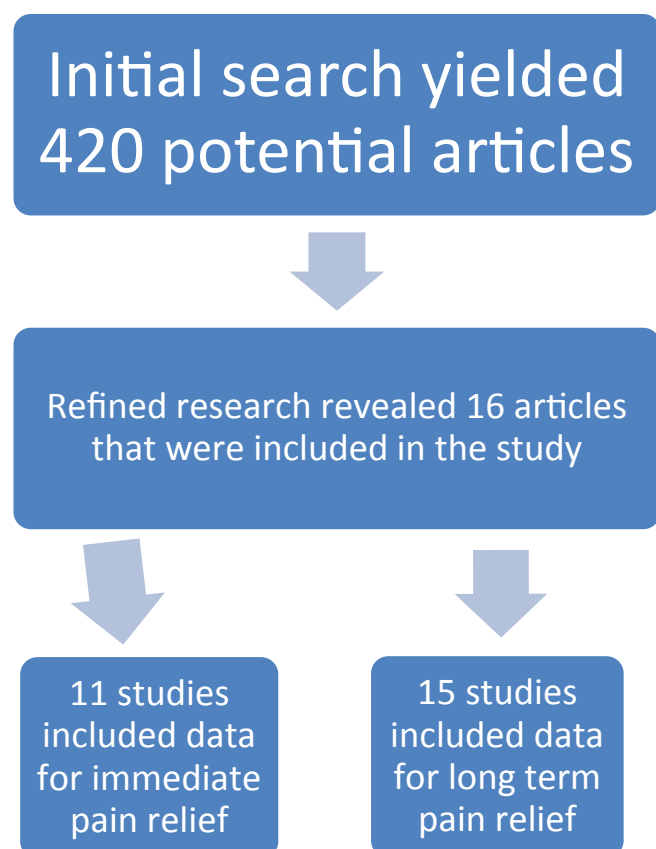 Initial search yielded
420 potential articles
Refined research revealed 16 articles
that were included in the study
11 studies
included data
for immediate
pain relief
15 studies
included data
for long term
pain relief